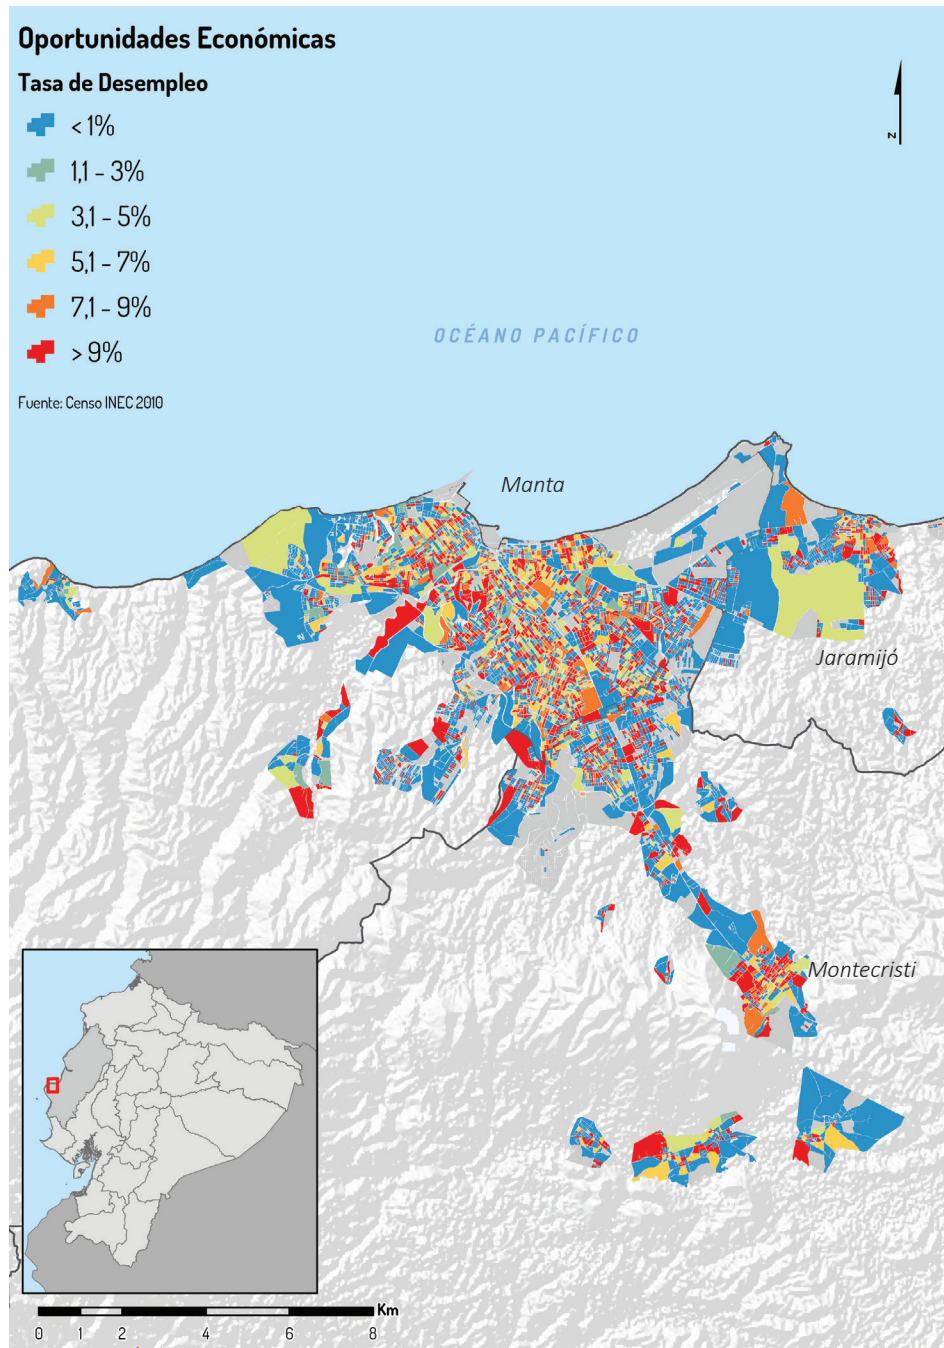 Oportunidades Económicas
Tasa de Desempleo
< 1%
1,1 - 3%
3,1 - 5%
5,1 - 7%
7,1 - 9%
> 9%
Fuente: Censo INEC 2010
N
OCÉANO PACÍFICO
Manta
Jaramijó
Montecristi
Km
0 1 2 4 6 8